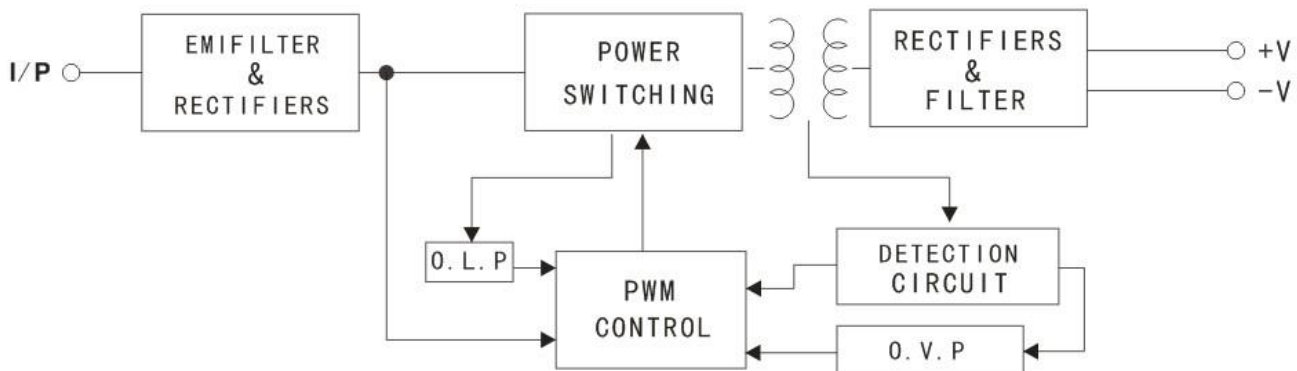 I/P
EMIFILTER
&
RECTIFIERS
POWER
SWITCHING
RECTIFIERS
&
FILTER
+V
-V
O.L.P
PWM
CONTROL
DETECTION
CIRCUIT
O.V.P